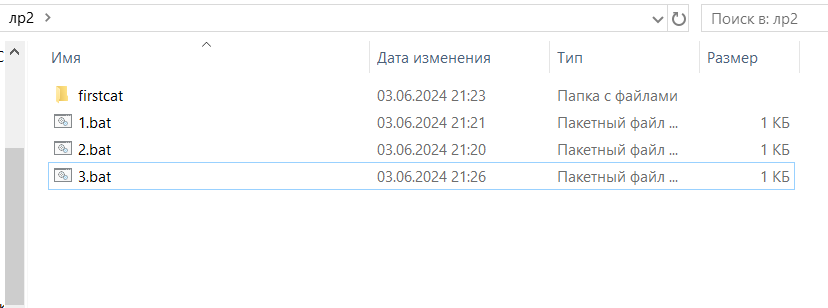 лр2
Поиск в: лр2
Имя Дата изменения Тип Размер
firstcat 03.06.2024 21:23 Папка с файлами
1.bat 03.06.2024 21:21 Пакетный файл ... 1 КБ
2.bat 03.06.2024 21:20 Пакетный файл ... 1 КБ
3.bat 03.06.2024 21:26 Пакетный файл ... 1 КБ